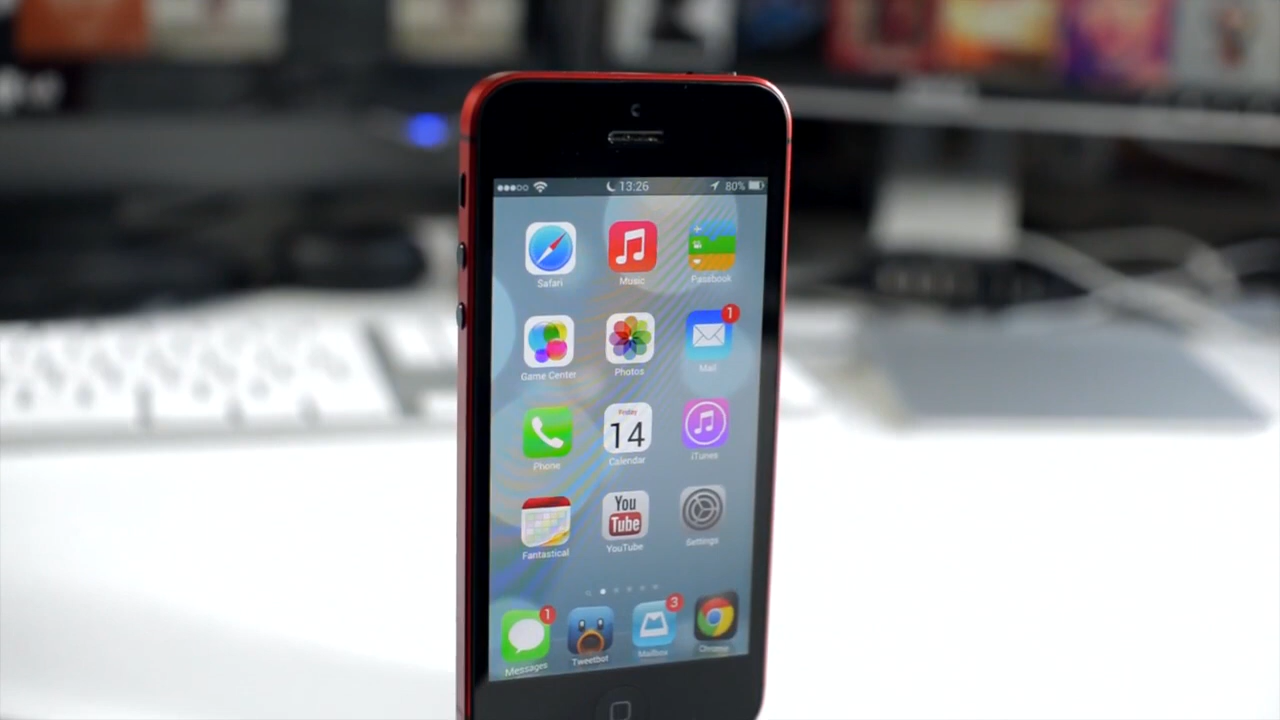 13:26 80%
Safari Music Passbook
1
Game Center Photos Mail
Friday
14
Phone Calendar iTunes
You
Tube
Fantastical YouTube Settings
1 3
Messages Tweetbot Mailbox Chrome